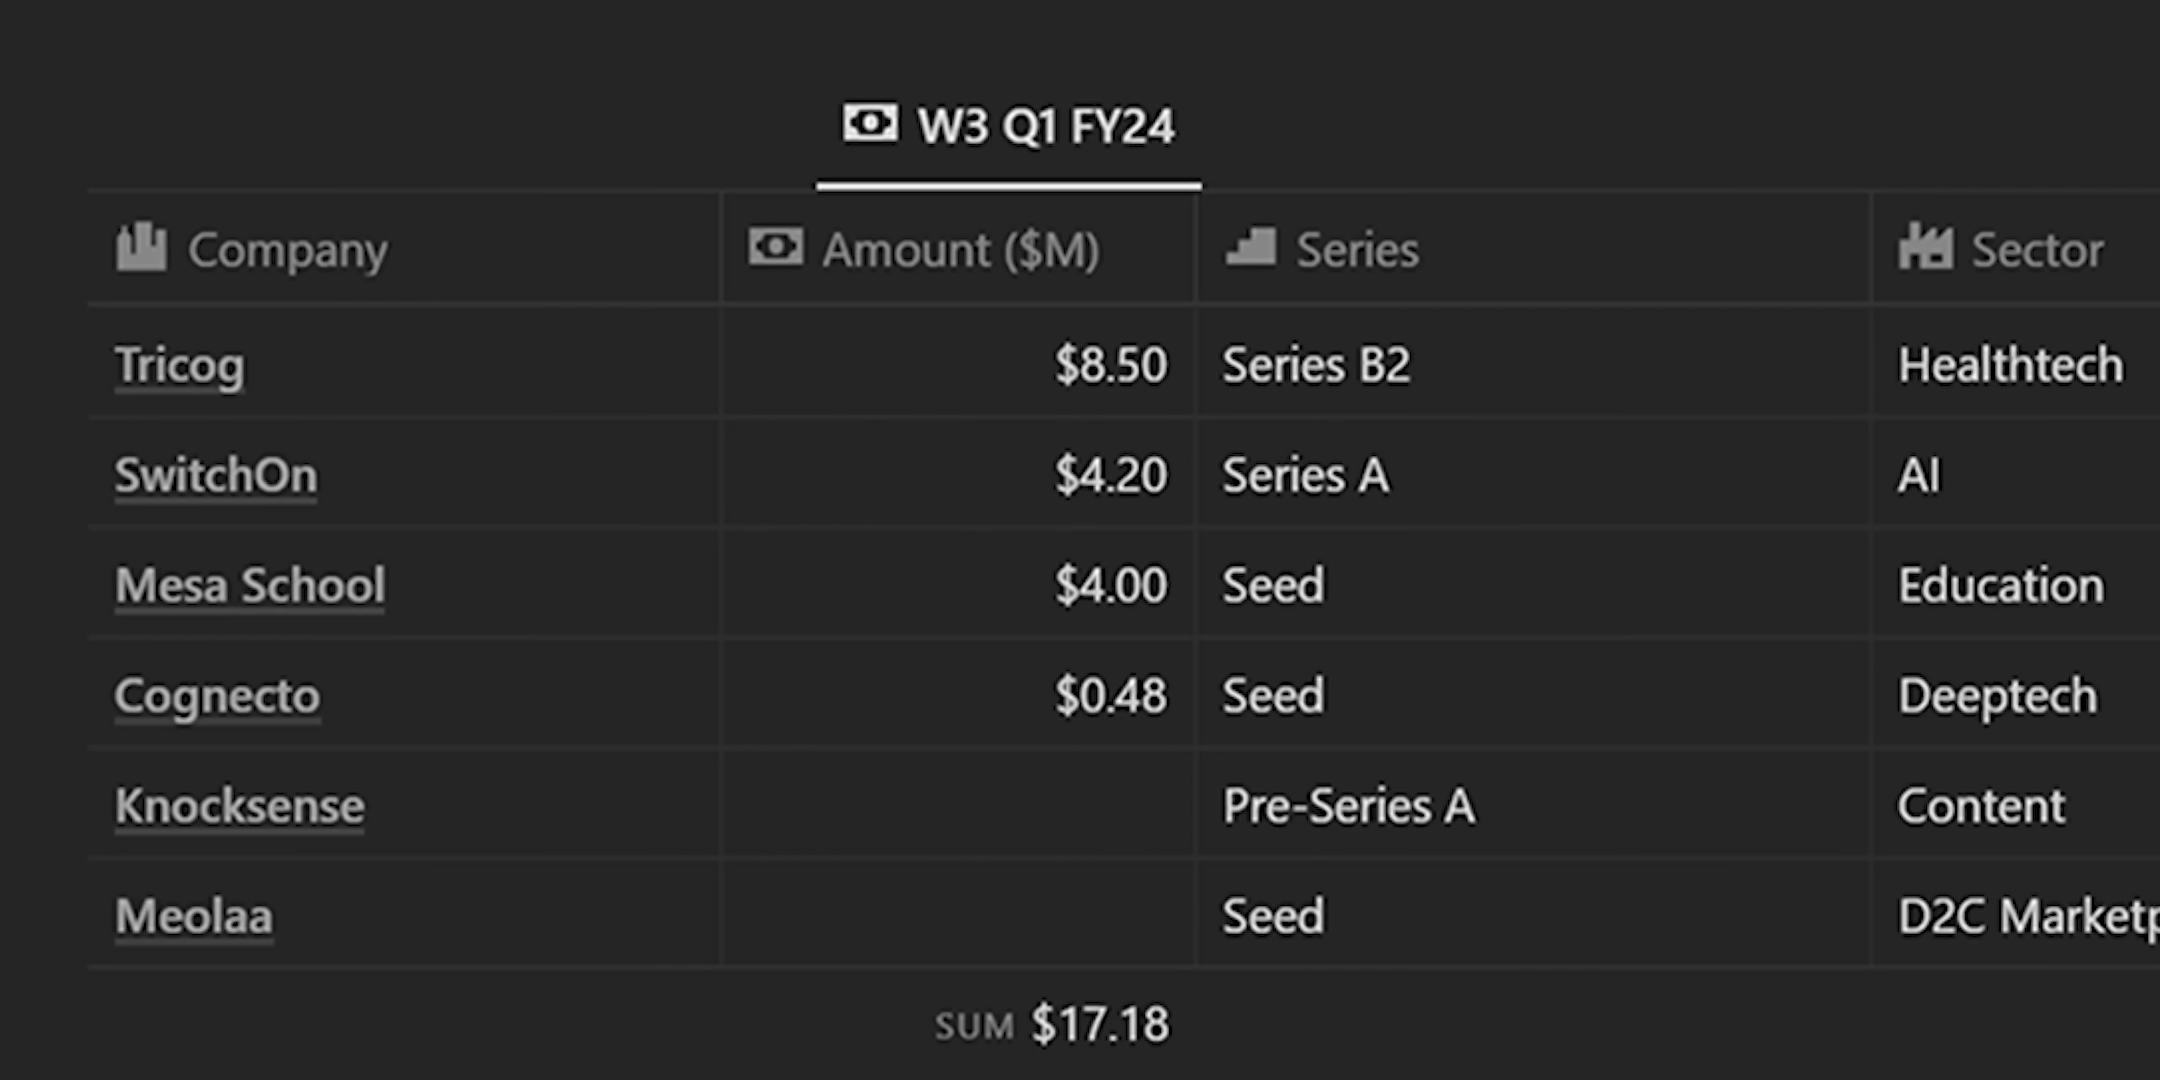 W3 Q1 FY24
Company Amount ($M) Series Sector
Tricog $8.50 Series B2 Healthtech
SwitchOn $4.20 Series A AI
Mesa School $4.00 Seed Education
Cognecto $0.48 Seed Deeptech
Knocksense Pre-Series A Content
Meolaa Seed D2C Marketp
SUM $17.18